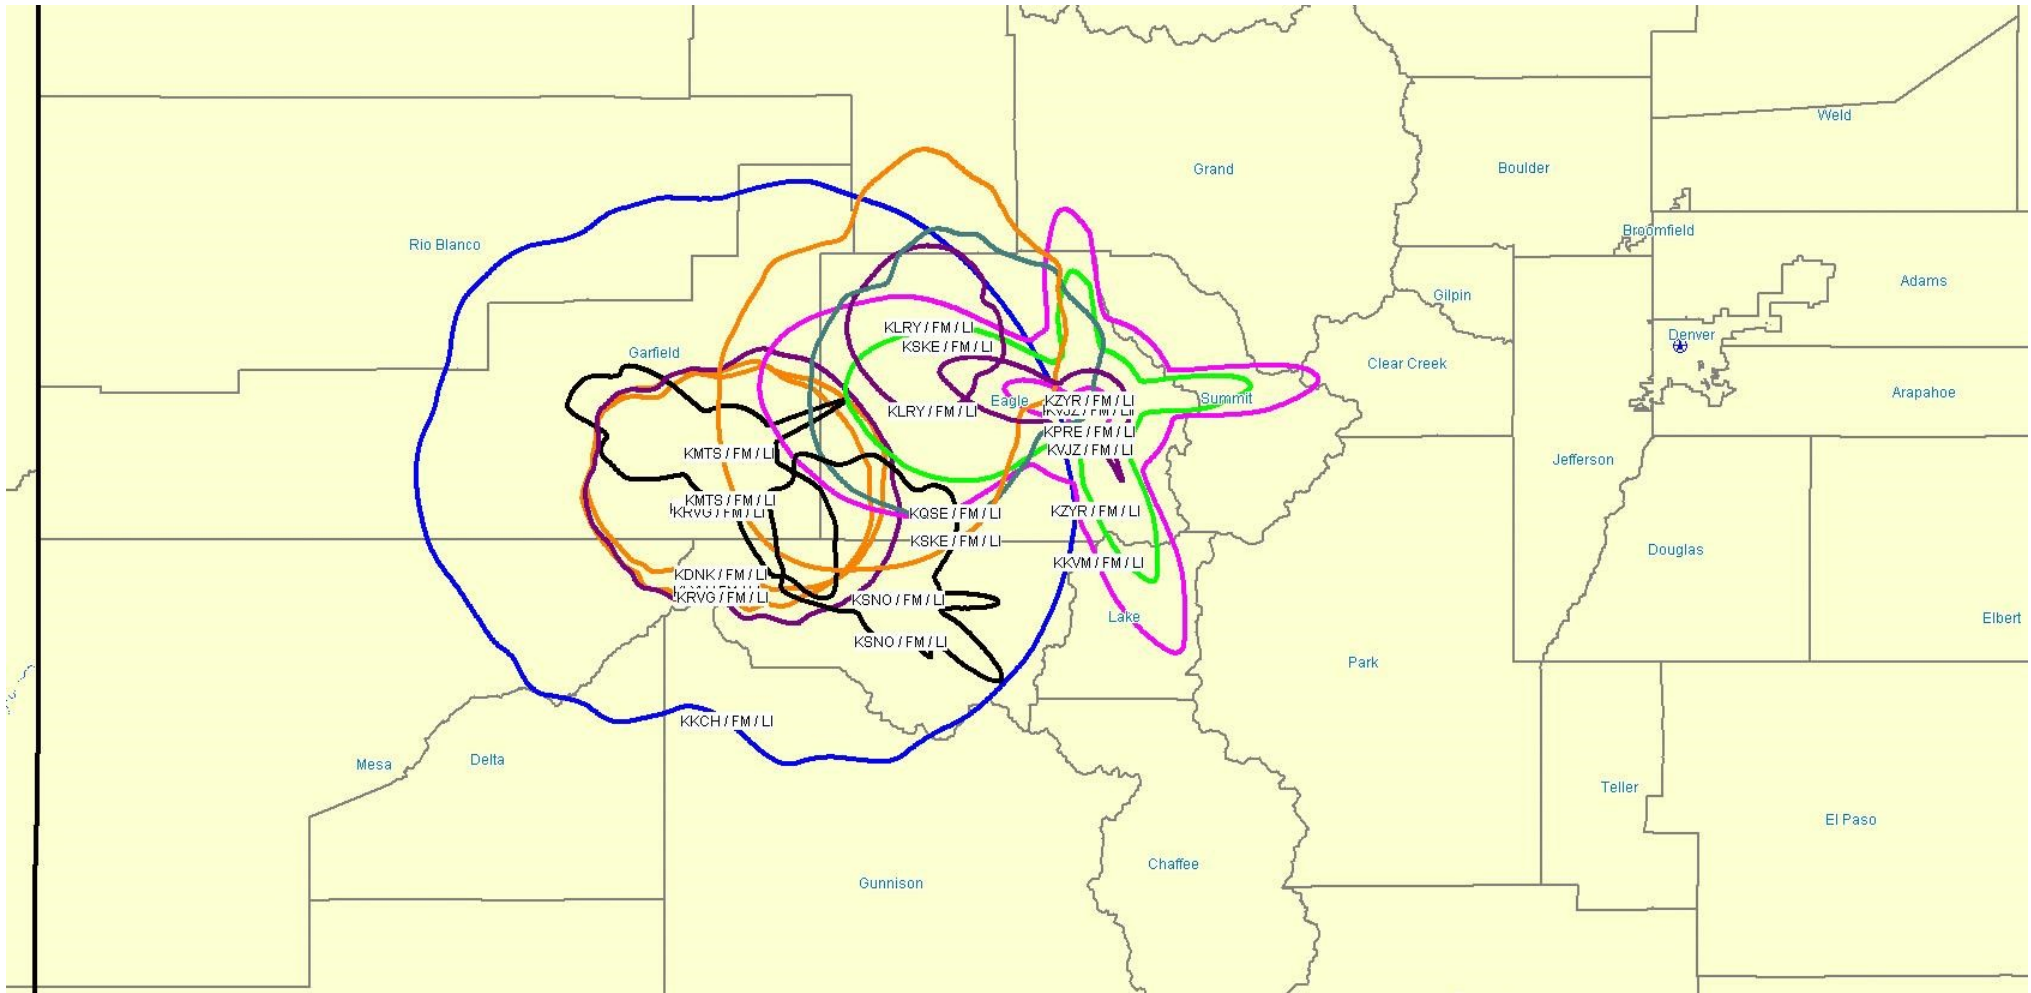 Weld
Grand
Boulder
Broomfield
Rio Blanco
Adams
Gilpin
KLRY / FM / LI
Denver
KSKE / FM / LI
Garfield
Clear Creek
Arapahoe
Eagle
KZYR / FM / LI
Summit
KLRY / FM / LI
KVJZ / FM / LI
KPRE / FM / LI
KMTS / FM / LI
KVJZ / FM / LI
Jefferson
KMTS / FM / LI
KRVG / FM / LI
KQSE / FM / LI
KZYR / FM / LI
KSKE / FM / LI
Douglas
KKVM / FM / LI
KDNK / FM / LI
KRVG / FM / LI
KSNO / FM / LI
Lake
Elbert
KSNO / FM / LI
Park
KKCH / FM / LI
Mesa
Delta
Teller
El Paso
Chaffee
Gunnison